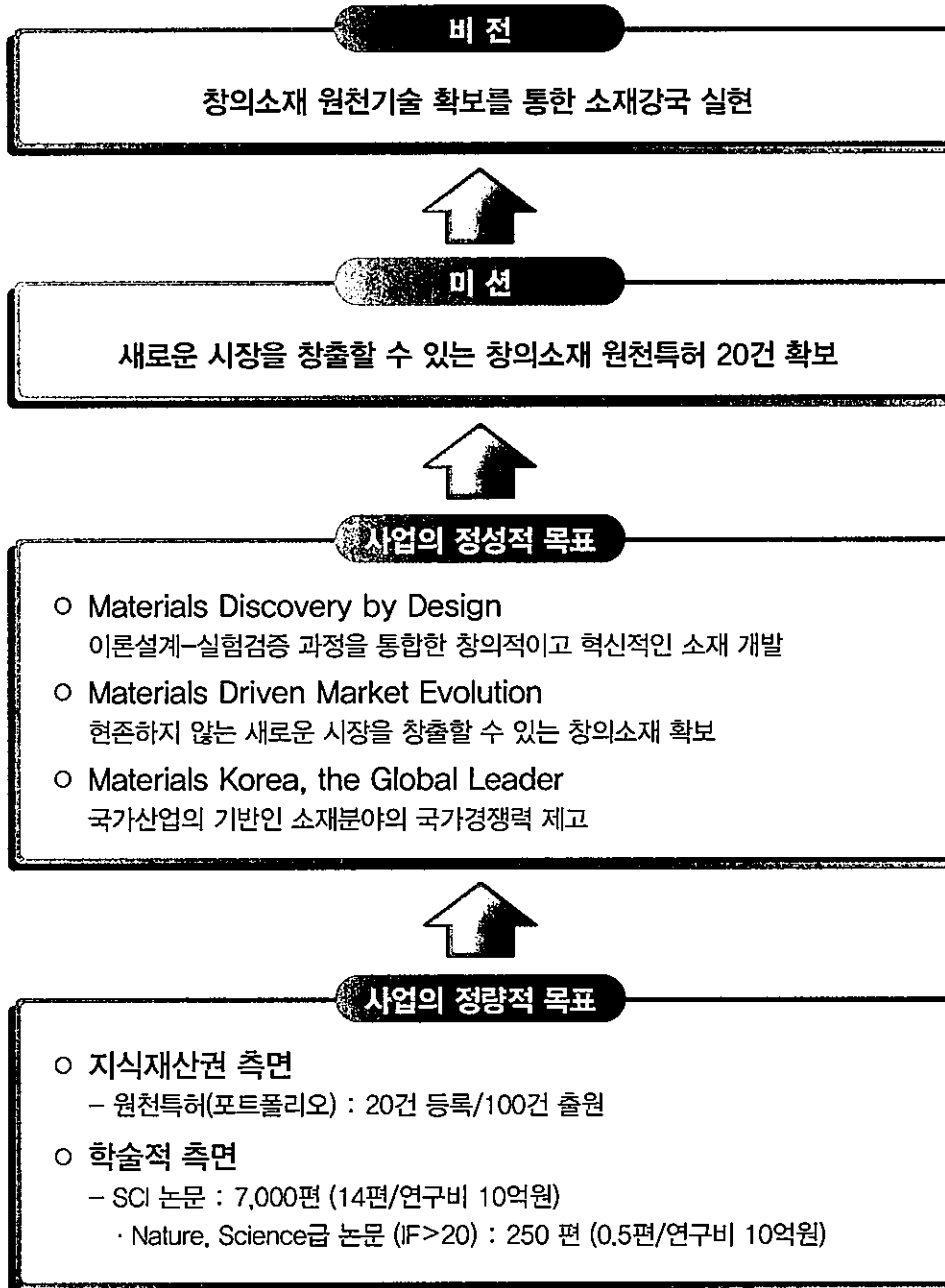 비 전
창의소재 원천기술 확보를 통한 소재강국 실현
미 션
새로운 시장을 창출할 수 있는 창의소재 원천특허 20건 확보
사업의 정성적 목표
○ Materials Discovery by Design
이론설계-실험검증 과정을 통합한 창의적이고 혁신적인 소재 개발
○ Materials Driven Market Evolution
현존하지 않는 새로운 시장을 창출할 수 있는 창의소재 확보
○ Materials Korea, the Global Leader
국가산업의 기반인 소재분야의 국가경쟁력 제고
사업의 정량적 목표
○ 지식재산권 측면
- 원천특허(포트폴리오) : 20건 등록/100건 출원
○ 학술적 측면
- SCI 논문 : 7,000편 (14편/연구비 10억원)
· Nature, Science급 논문 (IF>20) : 250 편 (0.5편/연구비 10억원)